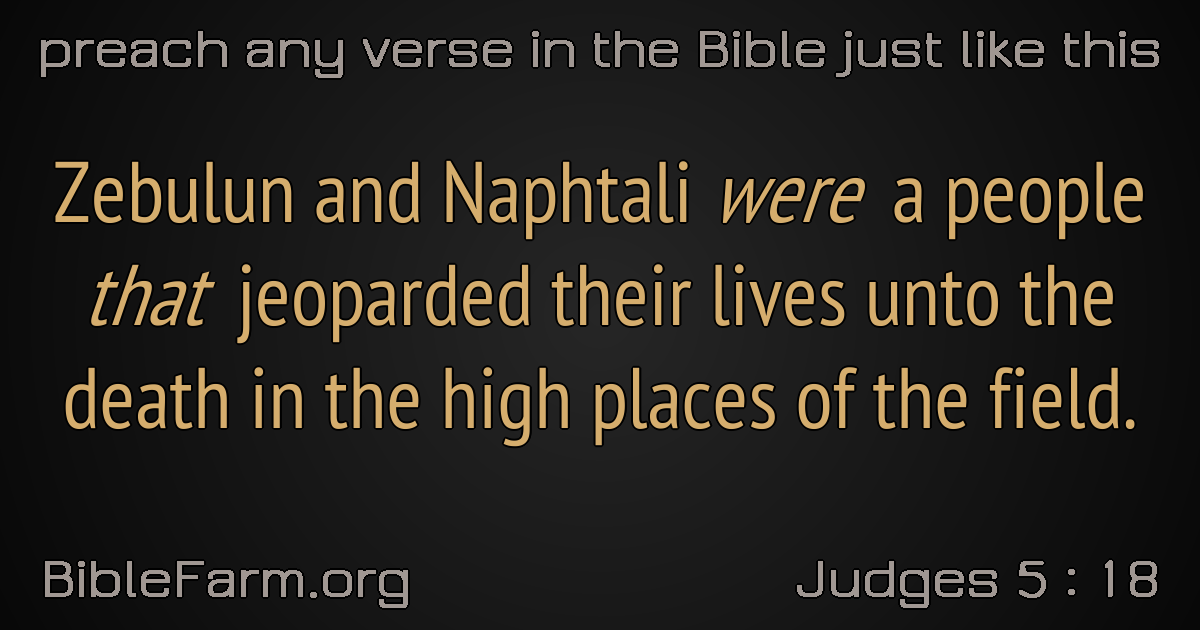 preach any verse in the Bible just like this
Zebulun and Naphtali were a people
that jeoparded their lives unto the
death in the high places of the field.
BibleFarm.org
Judges 5 : 18